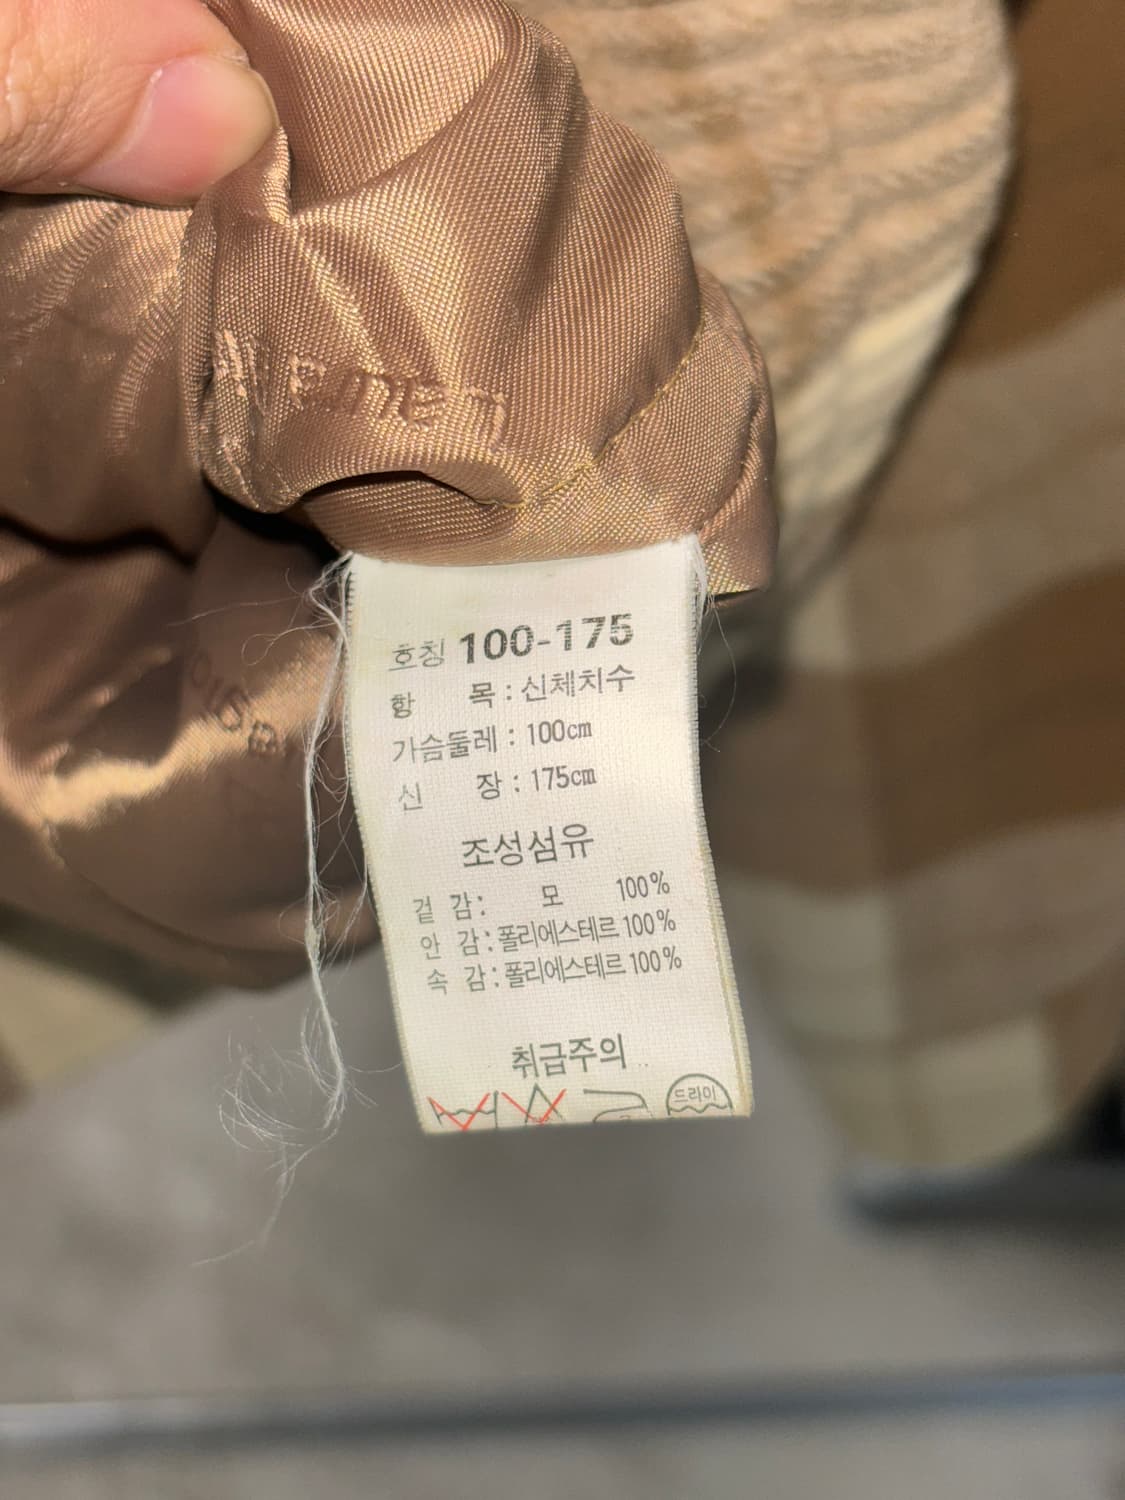 호칭 100-175
항 목 : 신체치수
가슴둘레 : 100cm
신 장 : 175cm
조성섬유
겉 감: 모 100%
안 감: 폴리에스테르 100%
속 감: 폴리에스테르 100%
취급주의
드라이